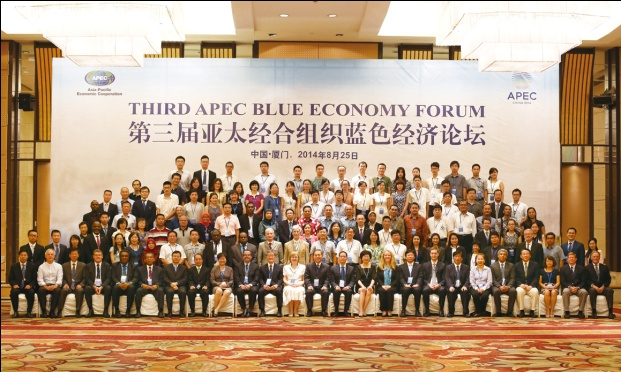 APEC
Asia-Pacific
Economic Cooperation
APEC
CHINA 2014
THIRD APEC BLUE ECONOMY FORUM
第三届亚太经合组织蓝色经济论坛
中国·厦门，2014年8月25日